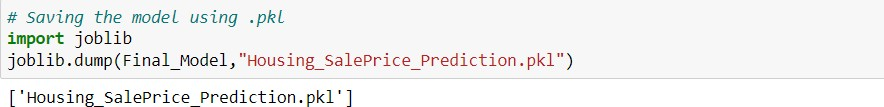 # Saving the model using .pkl
import joblib
joblib.dump(Final_Model,"Housing_SalePrice_Prediction.pkl")
['Housing_SalePrice_Prediction.pkl']